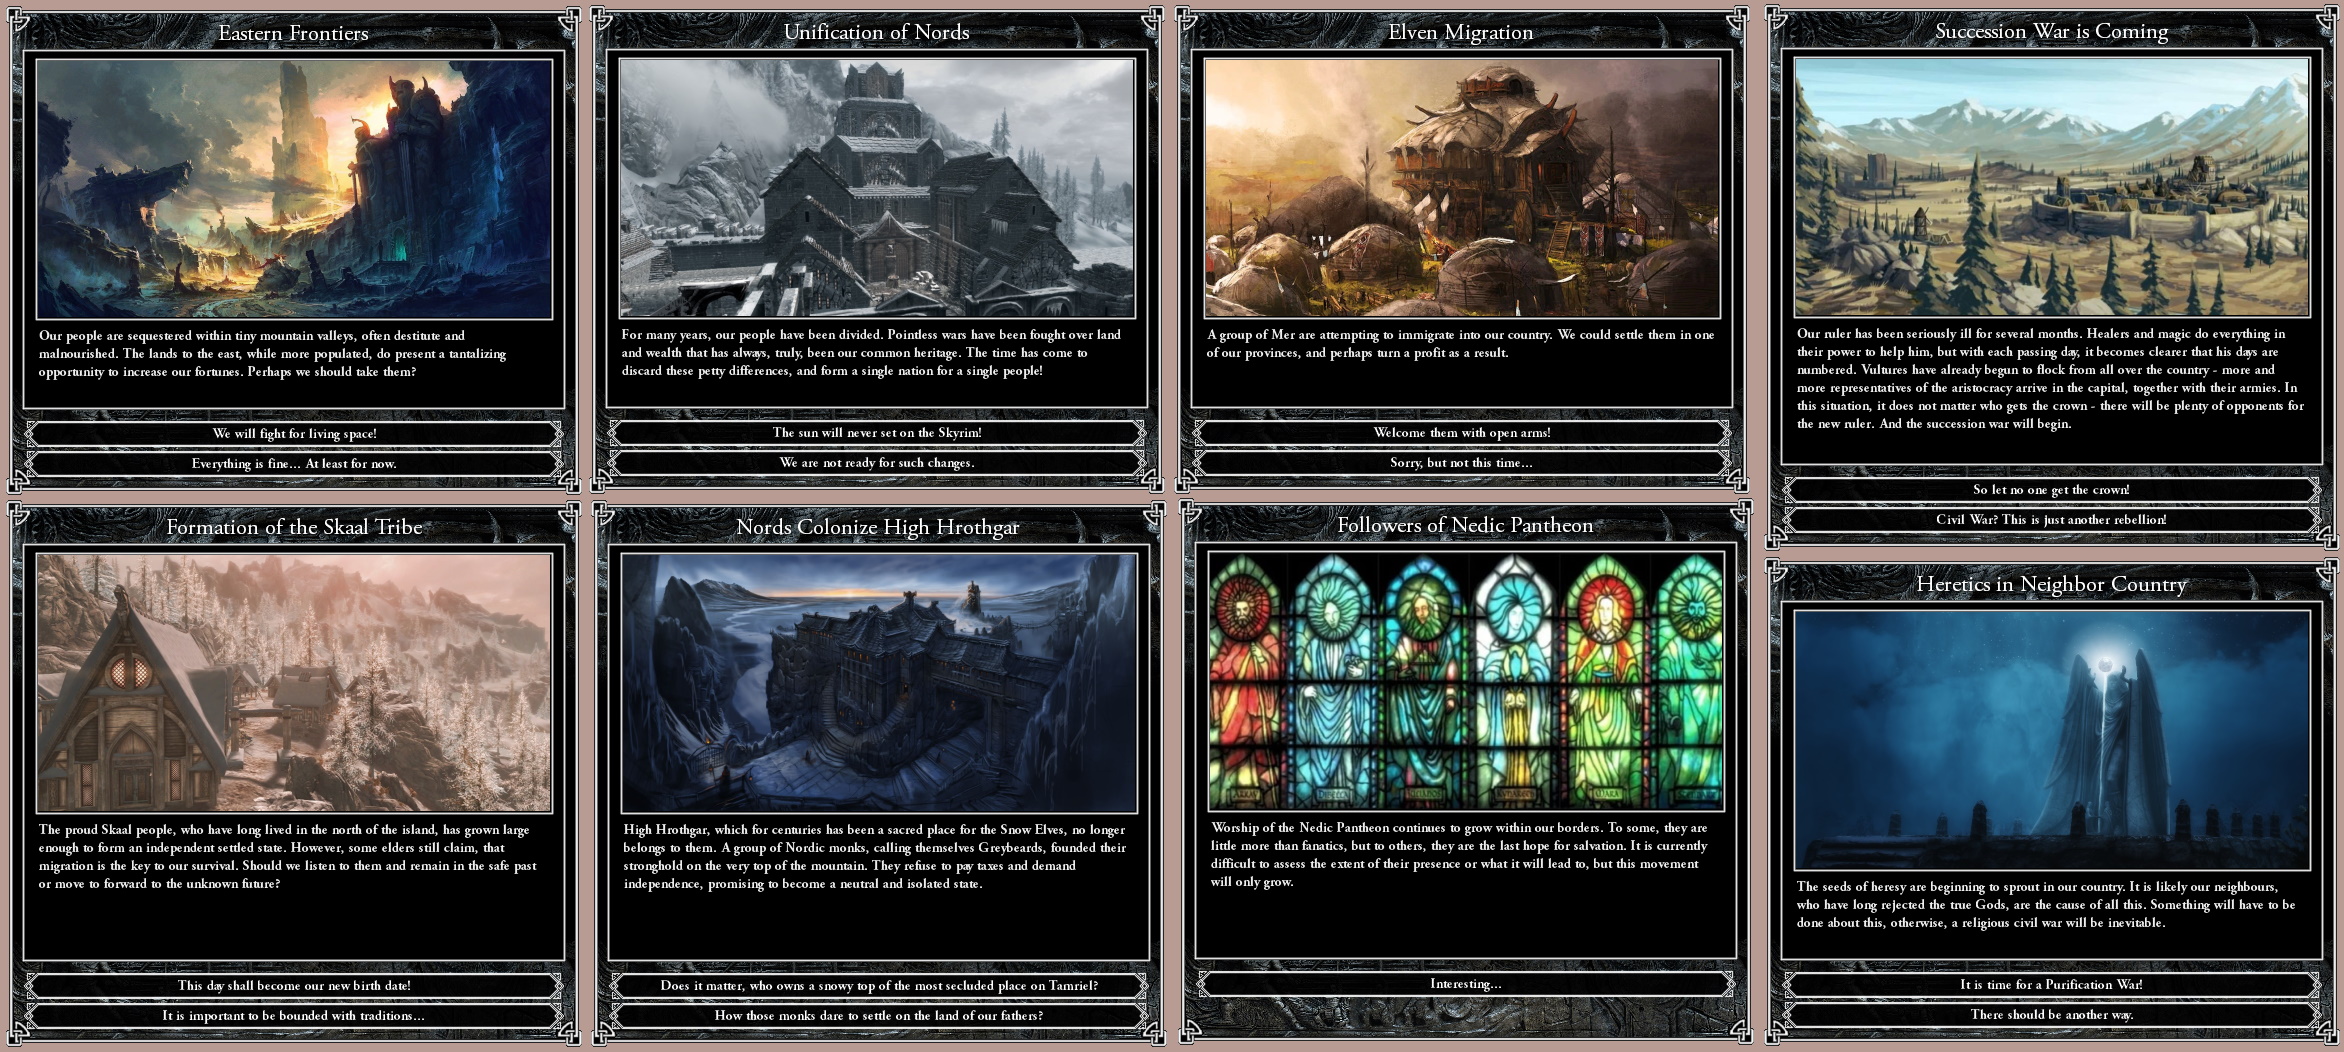 Eastern Frontiers
Our people are sequestered within tiny mountain valleys, often destitute and
malnourished. The lands to the east, while more populated, do present a tantalizing
opportunity to increase our fortunes. Perhaps we should take them?
We will fight for living space!
Everything is fine... At least for now.
Unification of Nords
For many years, our people have been divided. Pointless wars have been fought over land
and wealth that has always, truly, been our common heritage. The time has come to
discard these petty differences, and form a single nation for a single people!
The sun will never set on the Skyrim!
We are not ready for such changes.
Elven Migration
A group of Mer are attempting to immigrate into our country. We could settle them in one
of our provinces, and perhaps turn a profit as a result.
Welcome them with open arms!
Sorry, but not this time...
Succession War is Coming
Our ruler has been seriously ill for several months. Healers and magic do everything in
their power to help him, but with each passing day, it becomes clearer that his days are
numbered. Vultures have already begun to flock from all over the country - more and
more representatives of the aristocracy arrive in the capital, together with their armies. In
this situation, it does not matter who gets the crown - there will be plenty of opponents for
the new ruler. And the succession war will begin.
So let no one get the crown!
Civil War? This is just another rebellion!
Formation of the Skaal Tribe
The proud Skaal people, who have long lived in the north of the island, has grown large
enough to form an independent settled state. However, some elders still claim, that
migration is the key to our survival. Should we listen to them and remain in the safe past
or move to forward to the unknown future?
This day shall become our new birth date!
It is important to be bounded with traditions...
Nords Colonize High Hrothgar
High Hrothgar, which for centuries has been a sacred place for the Snow Elves, no longer
belongs to them. A group of Nordic monks, calling themselves Greybeards, founded their
stronghold on the very top of the mountain. They refuse to pay taxes and demand
independence, promising to become a neutral and isolated state.
Does it matter, who owns a snowy top of the most secluded place on Tamriel?
How those monks dare to settle on the land of our fathers?
Followers of Nedic Pantheon
Worship of the Nedic Pantheon continues to grow within our borders. To some, they are
little more than fanatics, but to others, they are the last hope for salvation. It is currently
difficult to assess the extent of their presence or what it will lead to, but this movement
will only grow.
Interesting...
Heretics in Neighbor Country
The seeds of heresy are beginning to sprout in our country. It is likely our neighbours,
who have long rejected the true Gods, are the cause of all this. Something will have to be
done about this, otherwise, a religious civil war will be inevitable.
It is time for a Purification War!
There should be another way.